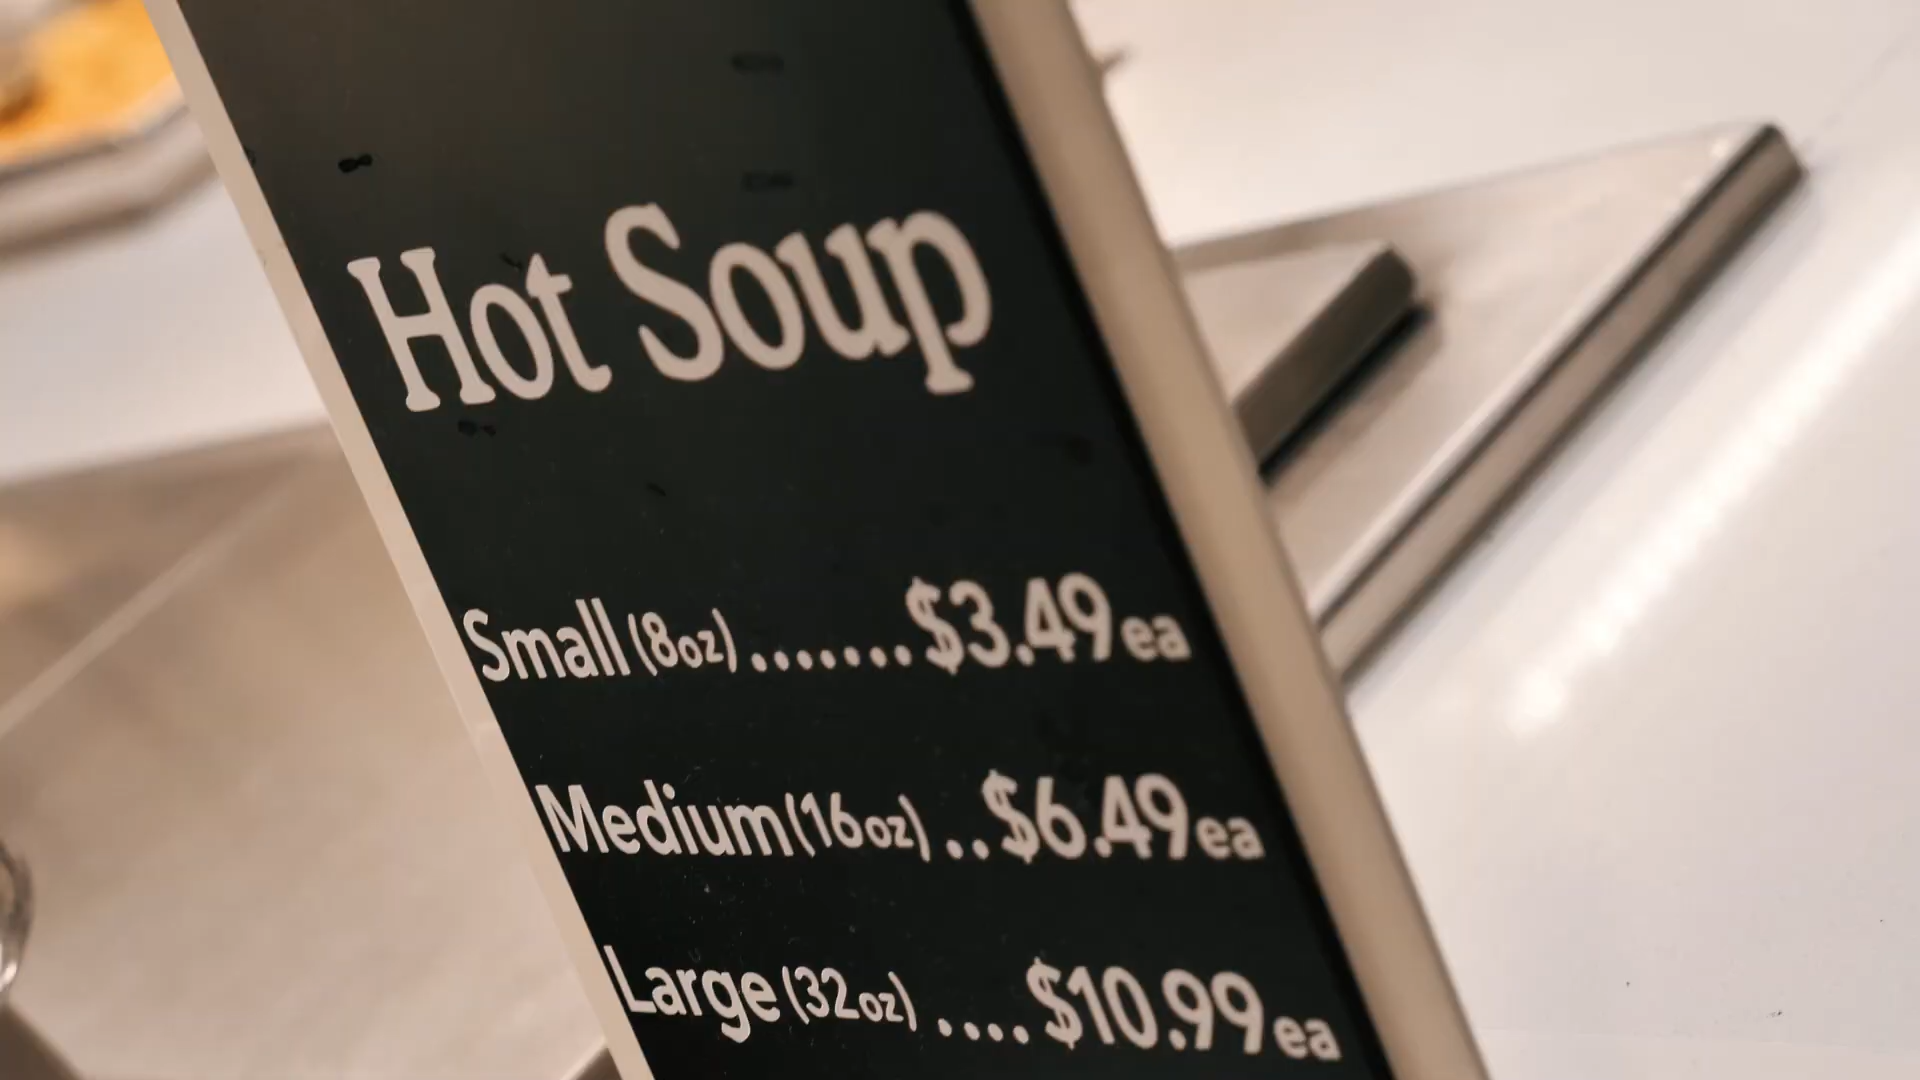 Hot Soup
Small (8oz).......$3.49ea
Medium (16oz)..$6.49ea
Large (32oz)....$10.99ea